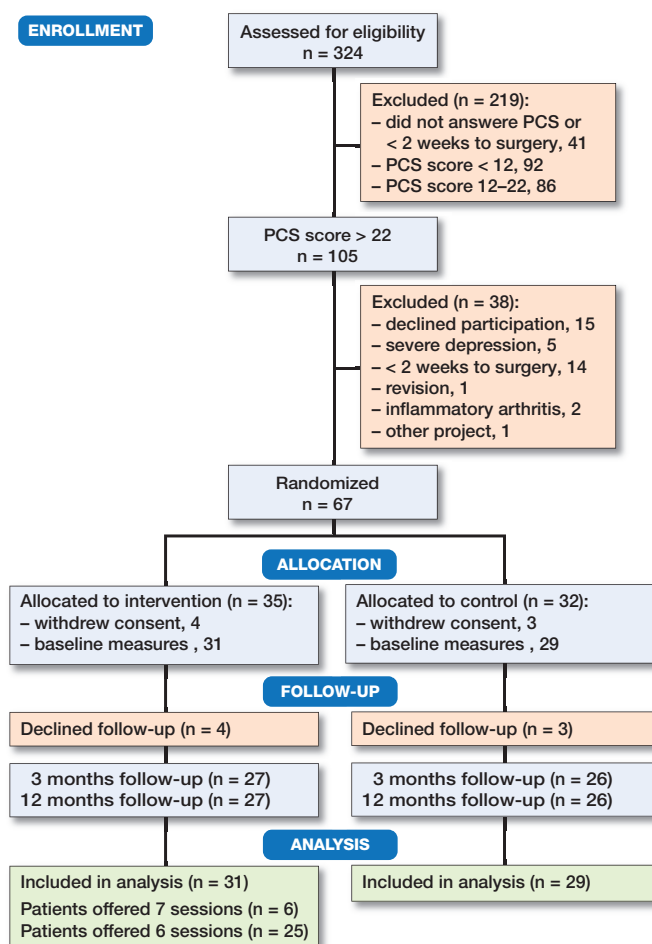 ENROLLMENT
Assessed for eligibility
n = 324
Excluded (n = 219):
– did not answere PCS or
< 2 weeks to surgery, 41
– PCS score < 12, 92
– PCS score 12–22, 86
PCS score > 22
n = 105
Excluded (n = 38):
– declined participation, 15
– severe depression, 5
– < 2 weeks to surgery, 14
– revision, 1
– inflammatory arthritis, 2
– other project, 1
Randomized
n = 67
ALLOCATION
Allocated to intervention (n = 35):
– withdrew consent, 4
– baseline measures , 31
Allocated to control (n = 32):
– withdrew consent, 3
– baseline measures , 29
FOLLOW-UP
Declined follow-up (n = 4)
Declined follow-up (n = 3)
3 months follow-up (n = 27)
12 months follow-up (n = 27)
3 months follow-up (n = 26)
12 months follow-up (n = 26)
ANALYSIS
Included in analysis (n = 31)
Patients offered 7 sessions (n = 6)
Patients offered 6 sessions (n = 25)
Included in analysis (n = 29)